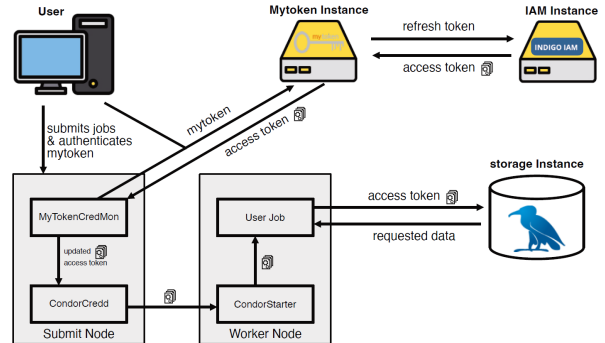 User
Mytoken Instance
IAM Instance
mytoken
refresh token
access token
INDIGO IAM
submits jobs
& authenticates
mytoken
mytoken
access token
storage Instance
MyTokenCredMon
User Job
access token
requested data
updated
access token
CondorCredd
CondorStarter
Submit Node
Worker Node